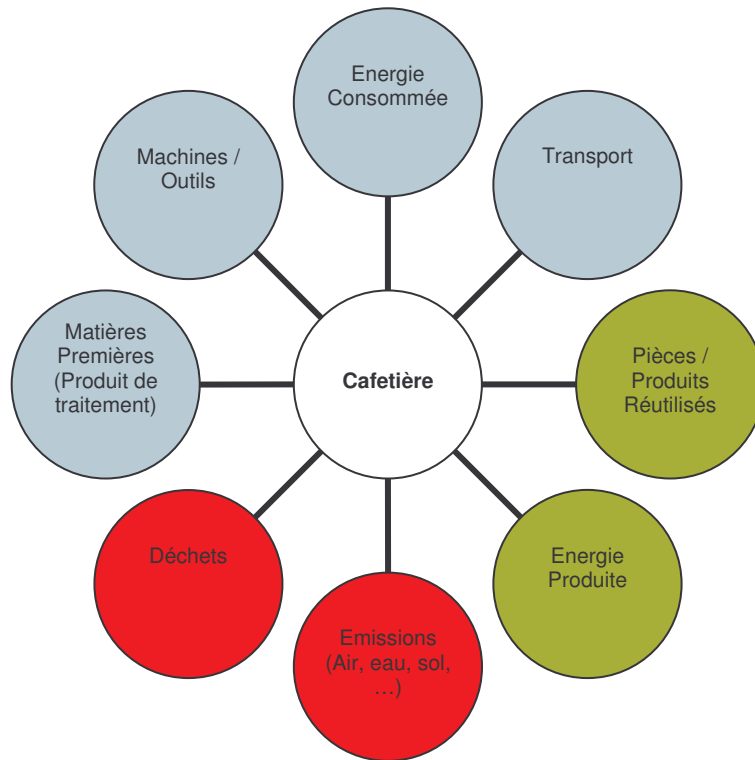 Energie
Consommée
Machines /
Outils
Transport
Matières
Premières
(Produit de
traitement)
Cafetière
Pièces /
Produits
Réutilisés
Déchets
Energie
Produite
Emissions
(Air, eau, sol,
…)